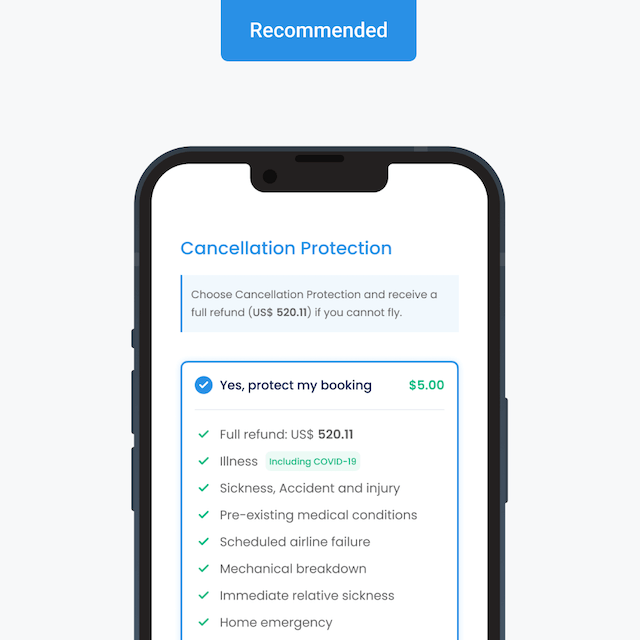 Recommended
Cancellation Protection
Choose Cancellation Protection and receive a
full refund (US$ 520.11) if you cannot fly.
Yes, protect my booking $5.00
Full refund: US$ 520.11
Illness Including COVID-19
Sickness, Accident and injury
Pre-existing medical conditions
Scheduled airline failure
Mechanical breakdown
Immediate relative sickness
Home emergency